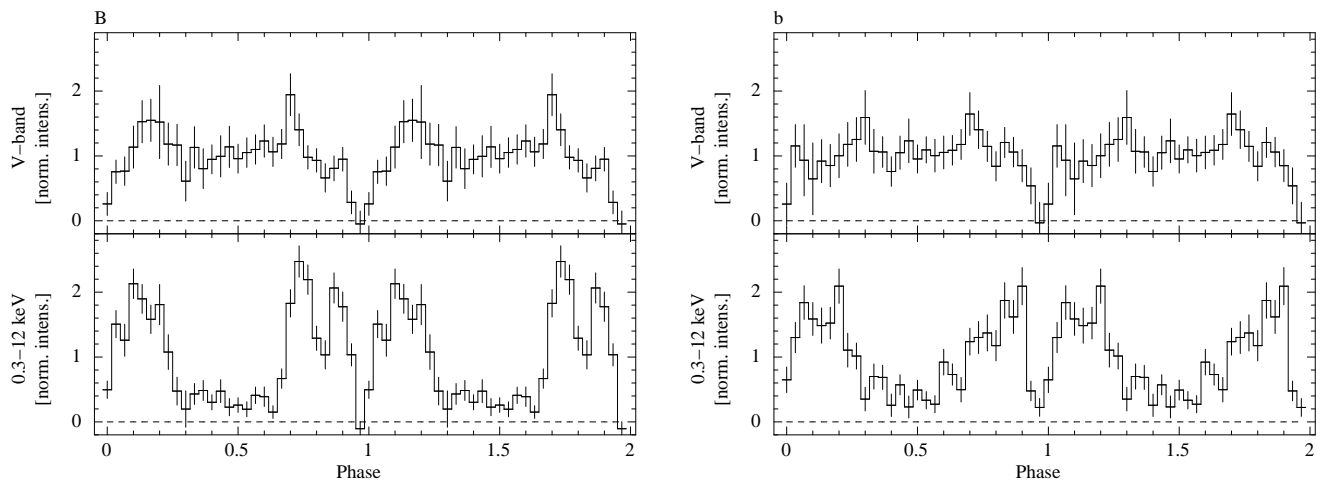 B
V−band
[norm. intens.]
2
1
0
0.3−12 keV
[norm. intens.]
2
1
0
0
0.5
1
1.5
2
Phase
b
V−band
[norm. intens.]
2
1
0
0.3−12 keV
[norm. intens.]
2
1
0
0
0.5
1
1.5
2
Phase